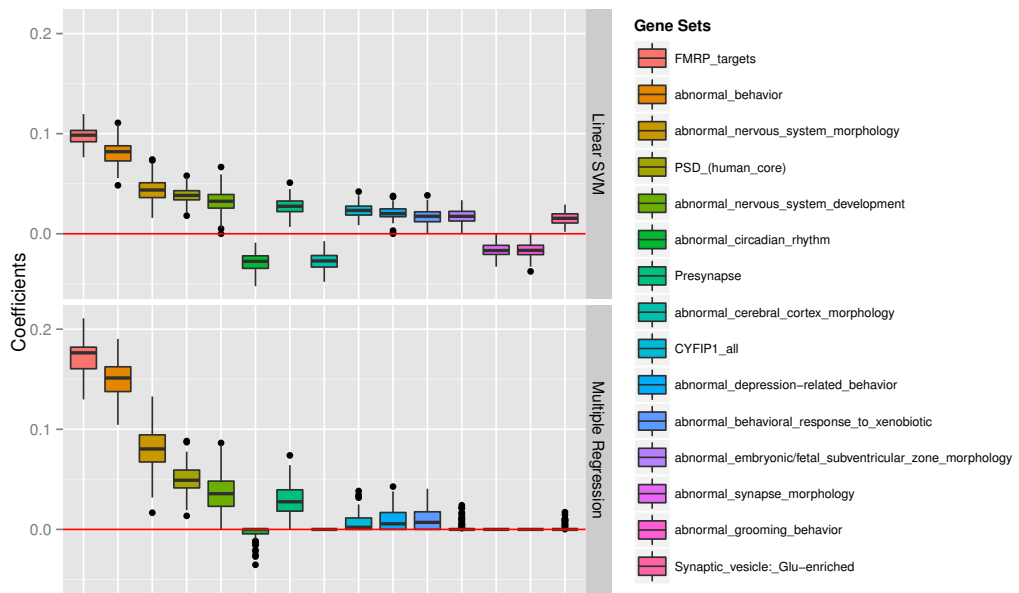 Coefficients
0.2
0.1
0.0
Linear SVM
0.2
0.1
0.0
Multiple Regression
Gene Sets
FMRP_targets
abnormal_behavior
abnormal_nervous_system_morphology
PSD_(human_core)
abnormal_nervous_system_development
abnormal_circadian_rhythm
Presynapse
abnormal_cerebral_cortex_morphology
CYFIP1_all
abnormal_depression−related_behavior
abnormal_behavioral_response_to_xenobiotic
abnormal_embryonic/fetal_subventricular_zone_morphology
abnormal_synapse_morphology
abnormal_grooming_behavior
Synaptic_vesicle:_Glu−enriched